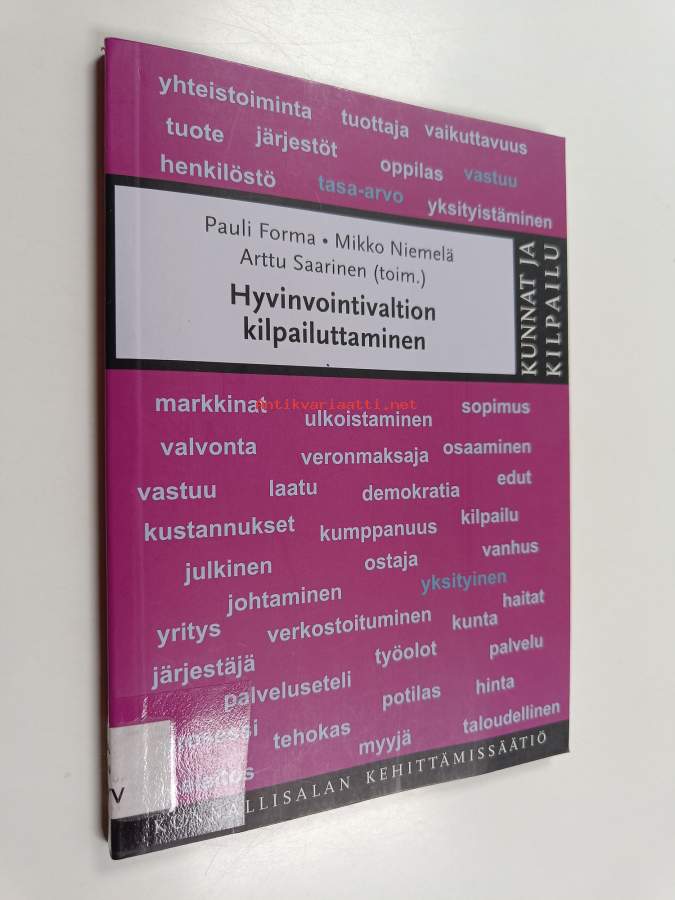 yhteistoiminta tuottaja vaikuttavuus
tuote järjestöt oppilas vastuu
henkilöstö tasa-arvo yksityistäminen
Pauli Forma • Mikko Niemelä
Arttu Saarinen (toim.)
Hyvinvointivaltion
kilpailuttaminen
KUNNAT JA
KILPAILU
markkinat ulkoistaminen sopimus
antikvariaatti.net
valvonta veronmaksaja osaaminen
vastuu laatu demokratia edut
kustannukset kumppanuus kilpailu
julkinen ostaja vanhus
johtaminen yksityinen haitat
yritys verkostoituminen kunta
järjestäjä työolot palvelu
palveluseteli potilas hinta
tehokas myyjä taloudellinen
KUNNALLISALAN KEHITTÄMISSÄÄTIÖ